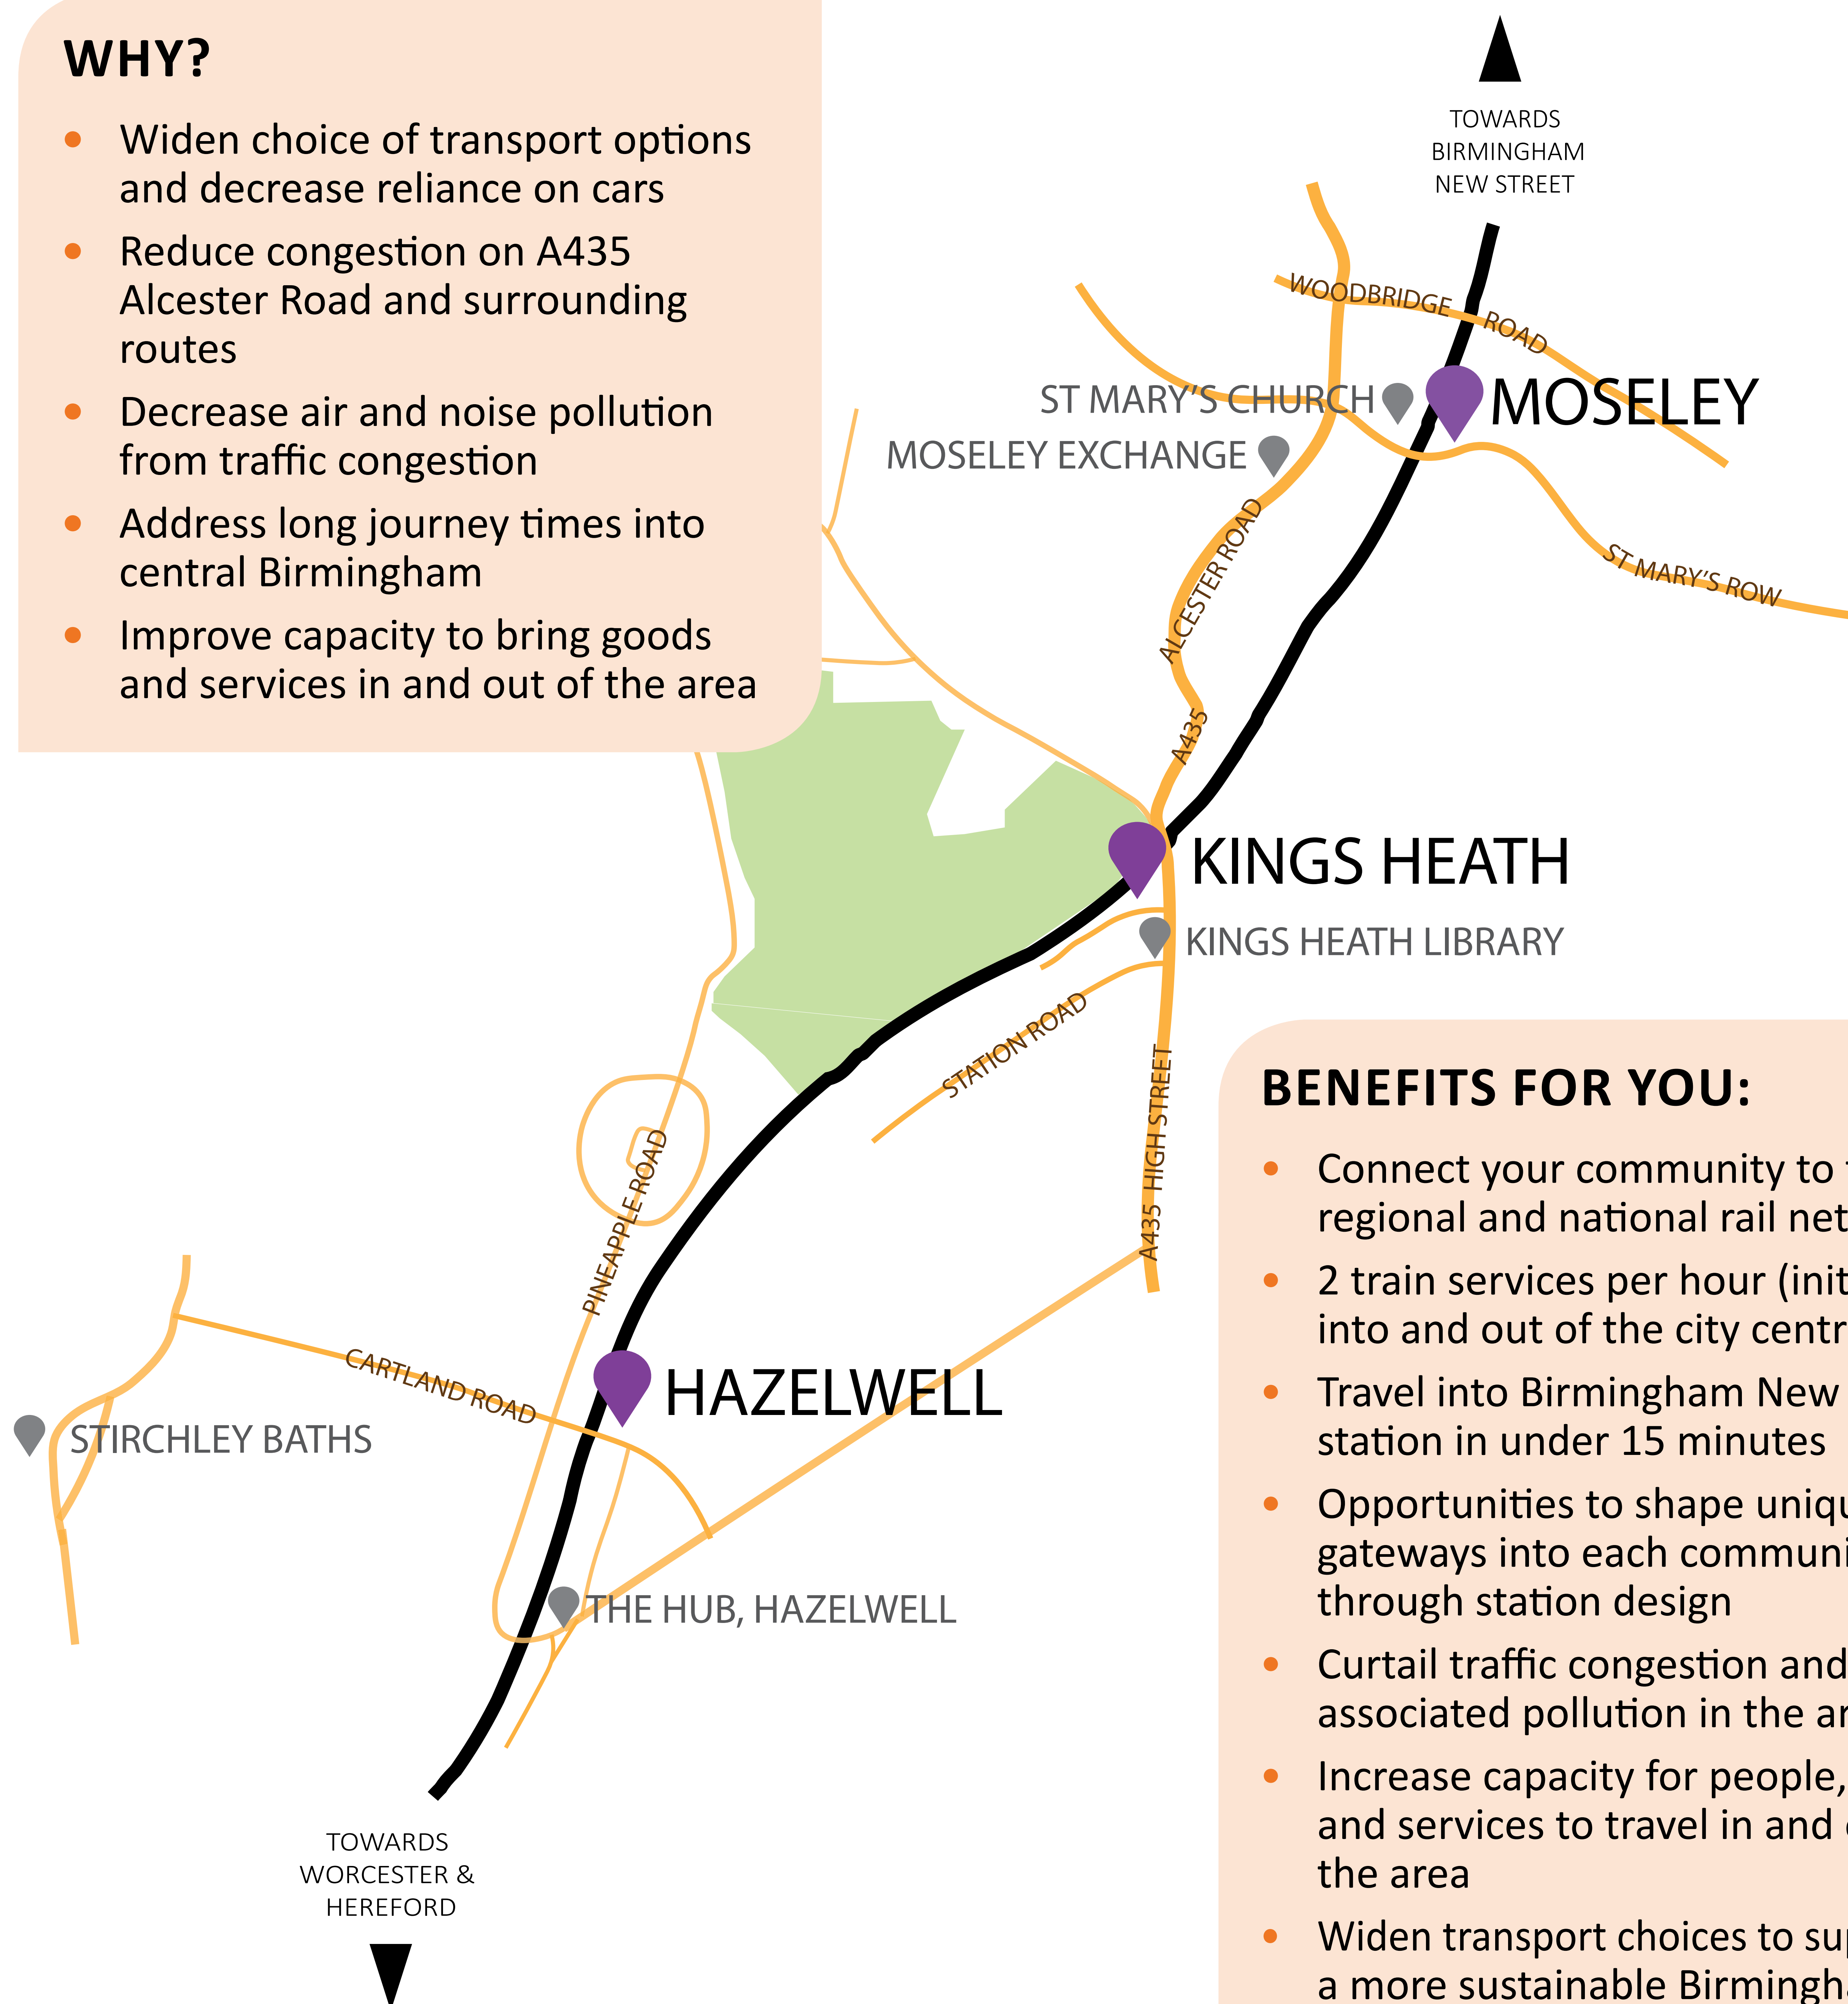 WHY?
• Widen choice of transport options
and decrease reliance on cars
• Reduce congestion on A435
Alcester Road and surrounding
routes
• Decrease air and noise pollution
from traffic congestion
• Address long journey times into
central Birmingham
• Improve capacity to bring goods
and services in and out of the area
TOWARDS
BIRMINGHAM
NEW STREET
WOODBRIDGE ROAD
ST MARY'S CHURCH
MOSELEY
MOSELEY EXCHANGE
ALCESTER ROAD
ST MARY'S ROW
A435
KINGS HEATH
KINGS HEATH LIBRARY
STATION ROAD
A435 HIGH STREET
PINEAPPLE ROAD
CARTLAND ROAD
HAZELWELL
STIRCHLEY BATHS
THE HUB, HAZELWELL
TOWARDS
WORCESTER &
HEREFORD
BENEFITS FOR YOU:
• Connect your community to
regional and national rail
• 2 train services per hour
into and out of the city
• Travel into Birmingham New
station in under 15 minutes
• Opportunities to shape
gateways into each
through station design
• Curtail traffic congestion and
associated pollution in the
• Increase capacity for people,
and services to travel in and
the area
• Widen transport choices to
a more sustainable